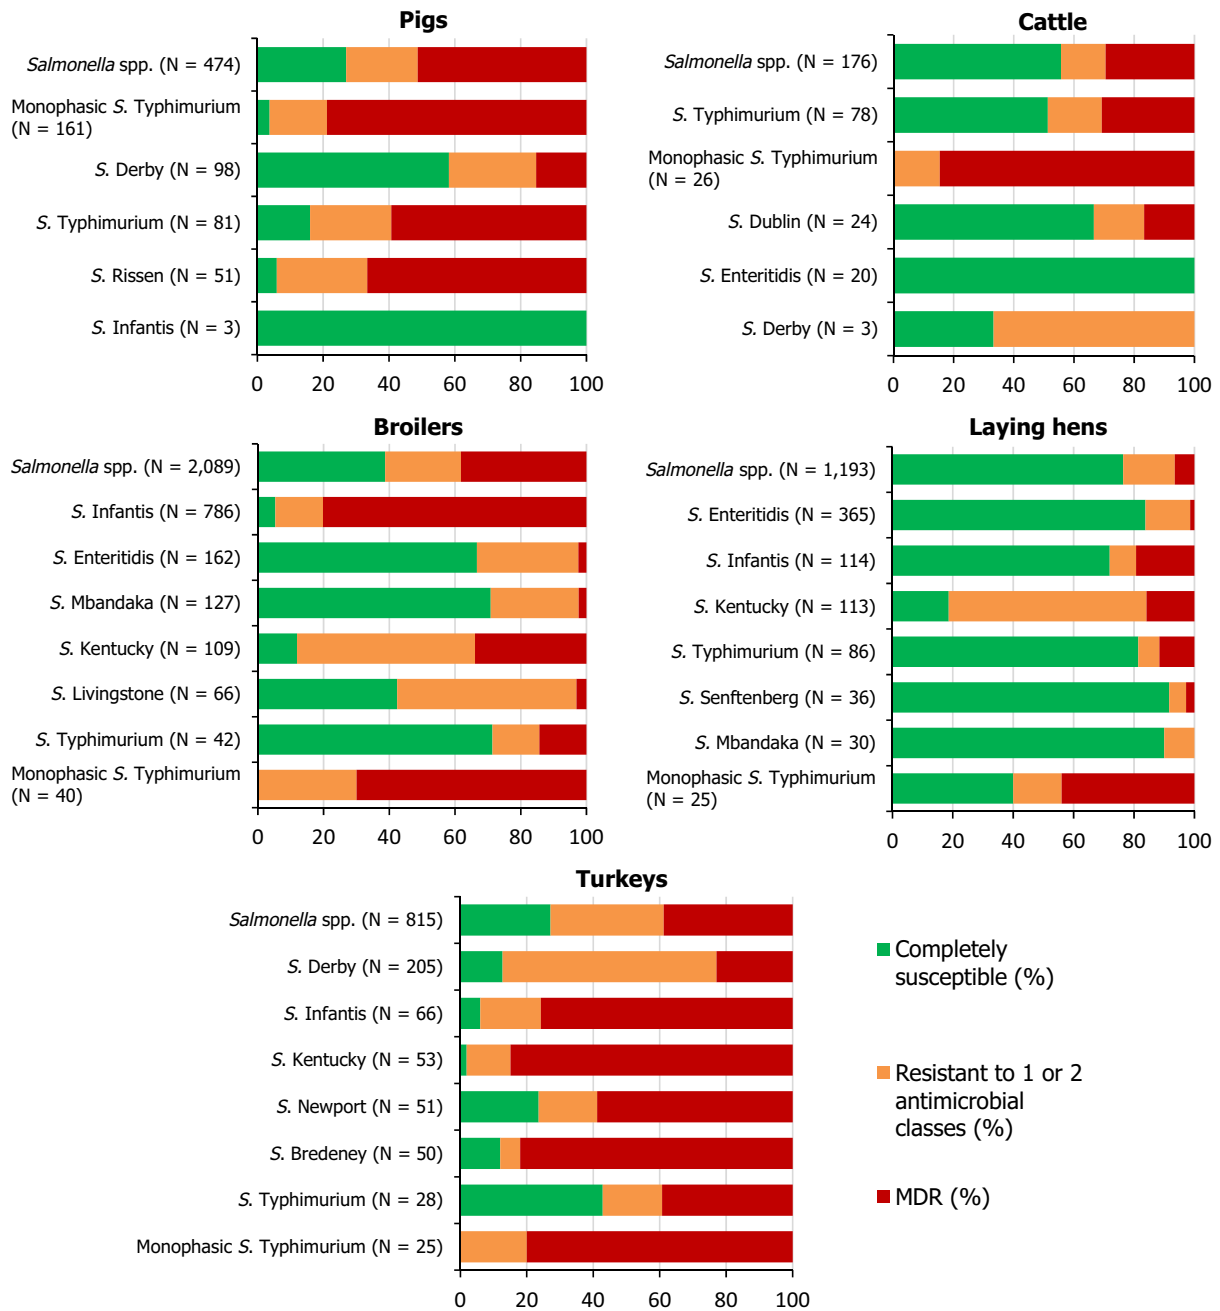 Pigs
Salmonella spp. (N = 474)
Monophasic S. Typhimurium
(N = 161)
S. Derby (N = 98)
S. Typhimurium (N = 81)
S. Rissen (N = 51)
S. Infantis (N = 3)
0 20 40 60 80 100
Cattle
Salmonella spp. (N = 176)
S. Typhimurium (N = 78)
Monophasic S. Typhimurium
(N = 26)
S. Dublin (N = 24)
S. Enteritidis (N = 20)
S. Derby (N = 3)
0 20 40 60 80 100
Broilers
Salmonella spp. (N = 2,089)
S. Infantis (N = 786)
S. Enteritidis (N = 162)
S. Mbandaka (N = 127)
S. Kentucky (N = 109)
S. Livingstone (N = 66)
S. Typhimurium (N = 42)
Monophasic S. Typhimurium
(N = 40)
0 20 40 60 80 100
Laying hens
Salmonella spp. (N = 1,193)
S. Enteritidis (N = 365)
S. Infantis (N = 114)
S. Kentucky (N = 113)
S. Typhimurium (N = 86)
S. Senftenberg (N = 36)
S. Mbandaka (N = 30)
Monophasic S. Typhimurium
(N = 25)
0 20 40 60 80 100
Turkeys
Salmonella spp. (N = 815)
S. Derby (N = 205)
S. Infantis (N = 66)
S. Kentucky (N = 53)
S. Newport (N = 51)
S. Bredeney (N = 50)
S. Typhimurium (N = 28)
Monophasic S. Typhimurium (N = 25)
0 20 40 60 80 100
Completely
susceptible (%)
Resistant to 1 or 2
antimicrobial
classes (%)
MDR (%)